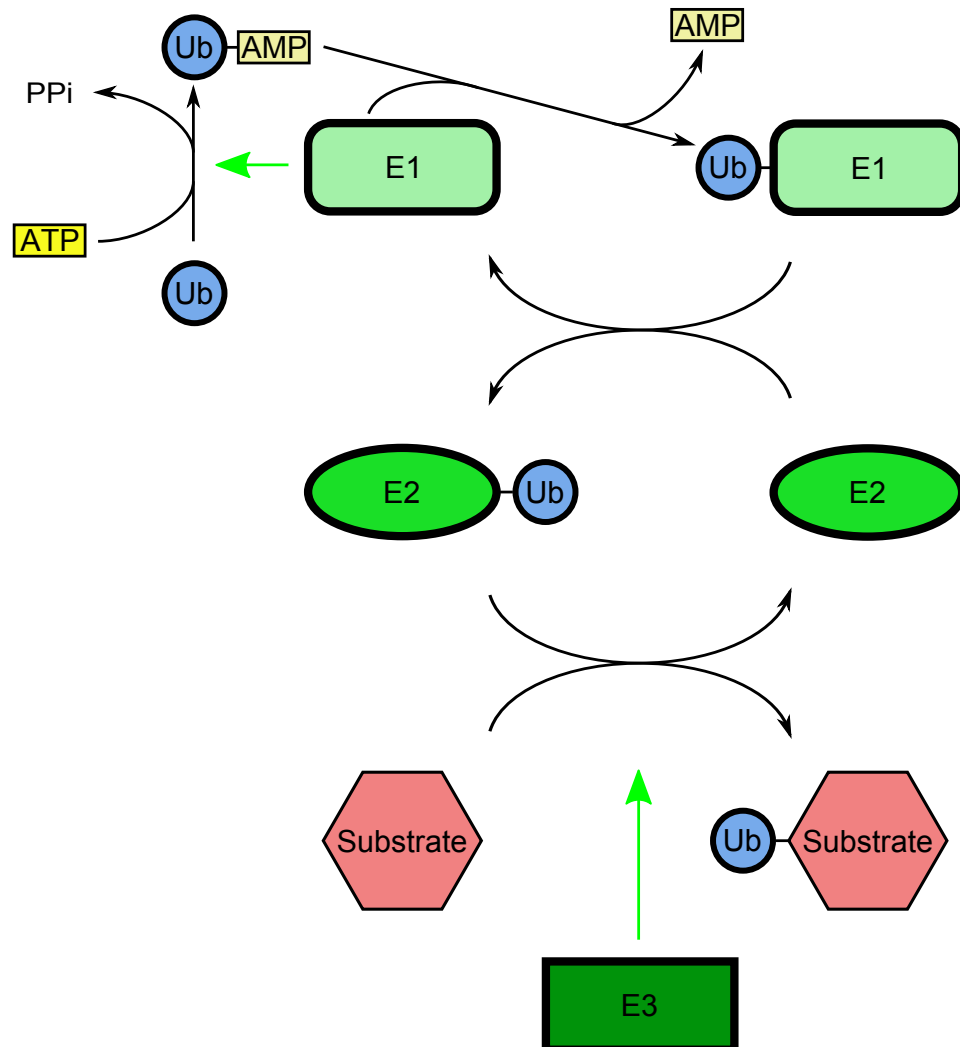 Ub
AMP
AMP
PPi
E1
Ub
E1
ATP
Ub
E2
Ub
E2
Substrate
Ub
Substrate
E3